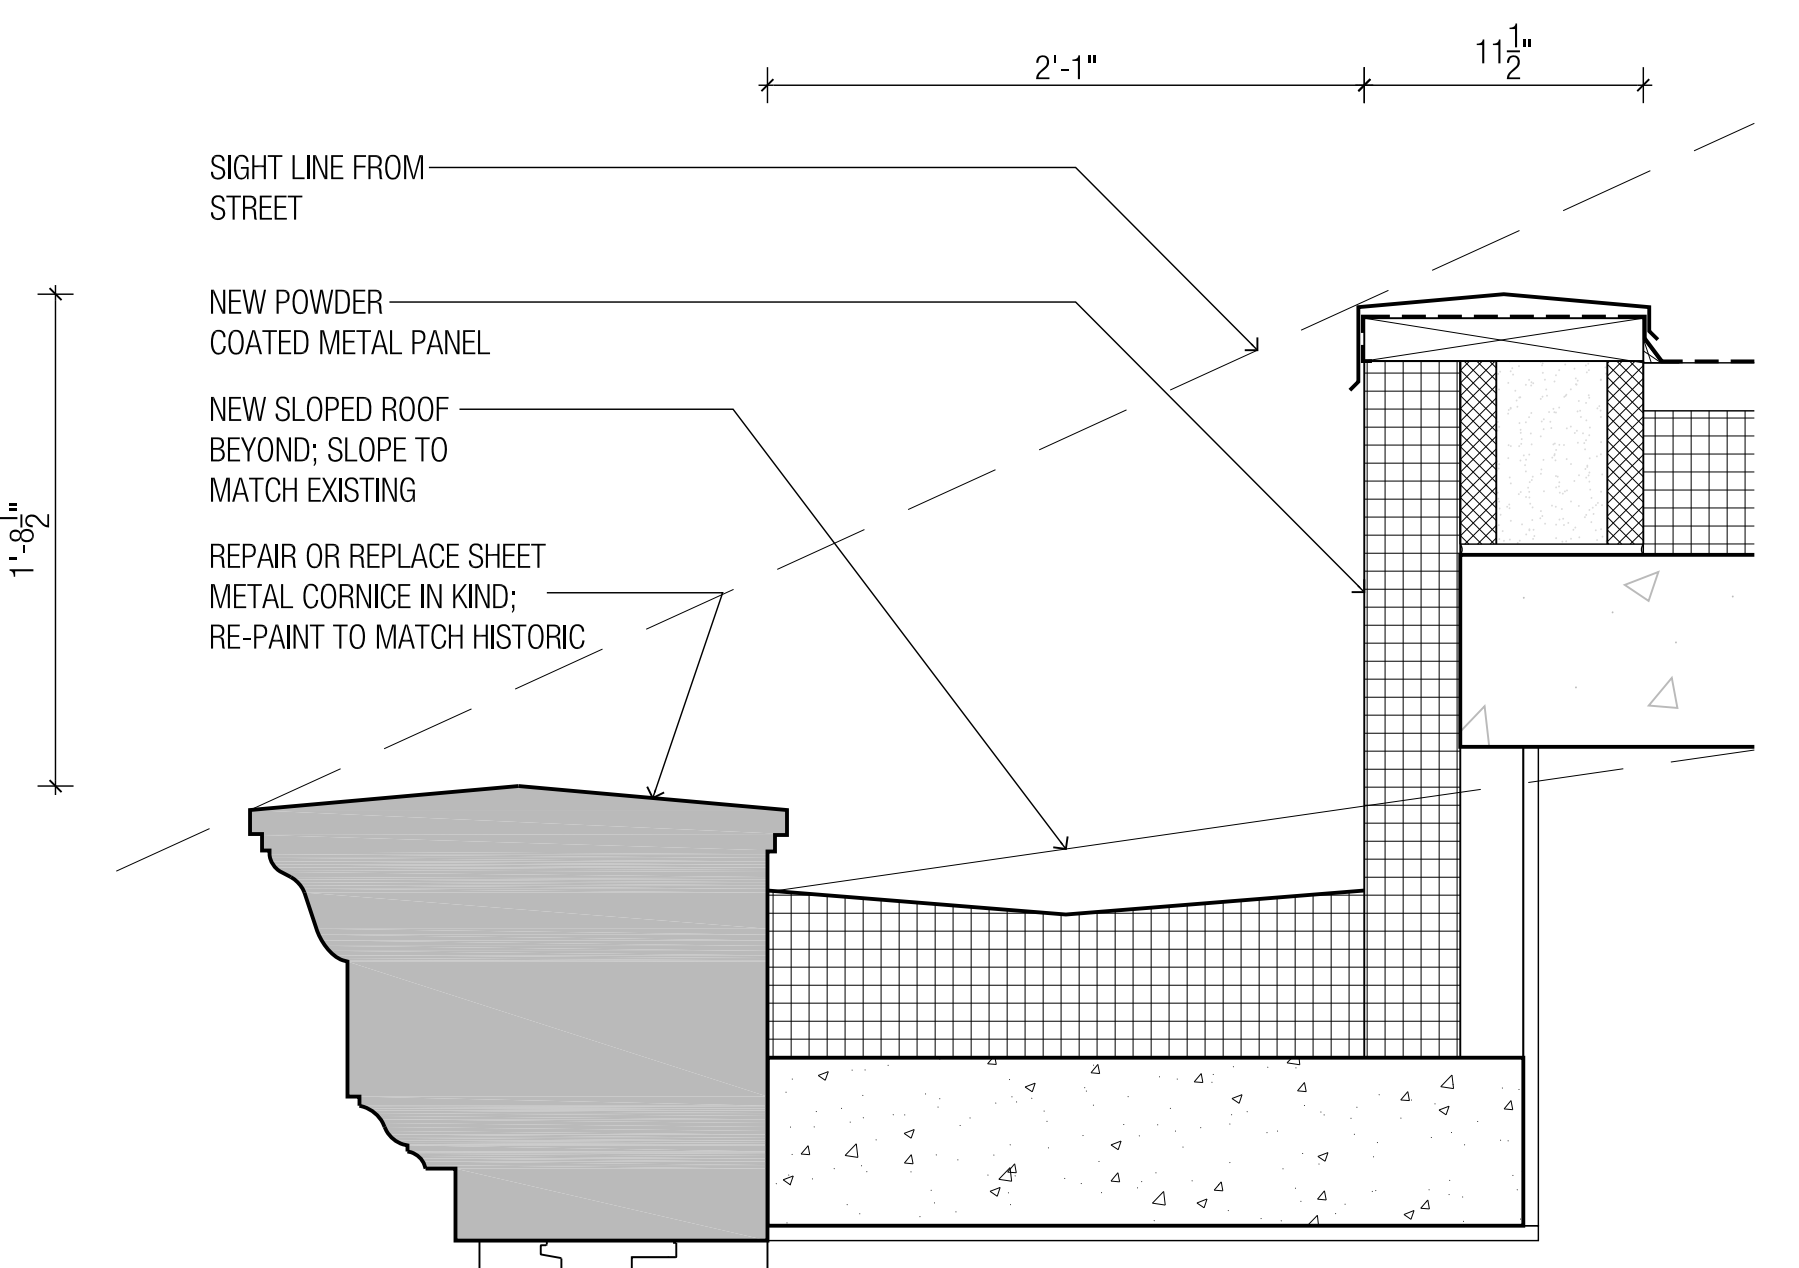 2'-1"
11 1/2"
SIGHT LINE FROM
STREET
NEW POWDER
COATED METAL PANEL
NEW SLOPED ROOF
BEYOND; SLOPE TO
MATCH EXISTING
1'-8 1/2"
REPAIR OR REPLACE SHEET
METAL CORNICE IN KIND;
RE-PAINT TO MATCH HISTORIC